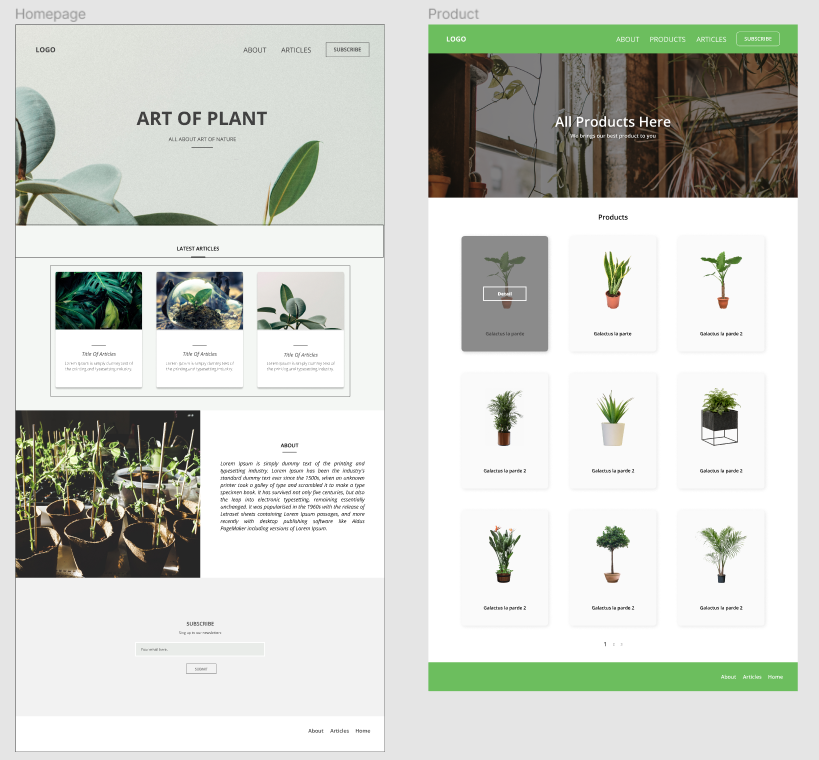 Homepage
LOGO
ABOUT
ARTICLES
SUBSCRIBE
ART OF PLANT
ALL ABOUT ART OF NATURE
LATEST ARTICLES
Title Of Articles
Lorem Ipsum is simply dummy text of
the printing and typesetting industry.
Title Of Articles
Lorem Ipsum is simply dummy text of
the printing and typesetting industry.
Title Of Articles
Lorem Ipsum is simply dummy text of
the printing and typesetting industry.
ABOUT
Lorem Ipsum is simply dummy text of the printing and
typesetting industry. Lorem Ipsum has been the industry's
standard dummy text ever since the 1500s, when an unknown
printer took a galley of type and scrambled it to make a type
specimen book. It has survived not only five centuries, but also
the leap into electronic typesetting, remaining essentially
unchanged. It was popularised in the 1960s with the release of
Letraset sheets containing Lorem Ipsum passages, and more
recently with desktop publishing software like Aldus
PageMaker including versions of Lorem Ipsum.
SUBSCRIBE
Sing up to our newsletters
Your email here..
SUBMIT
About
Articles
Home
Product
LOGO
ABOUT
PRODUCTS
ARTICLES
SUBSCRIBE
All Products Here
We brings our best product to you
Products
Detail
Galactus la parde
Galactus la parte
Galactus la parde 2
Galactus la parde 2
Galactus la parde 2
Galactus la parde 2
Galactus la parde 2
Galactus la parde 2
Galactus la parde 2
1
About
Articles
Home